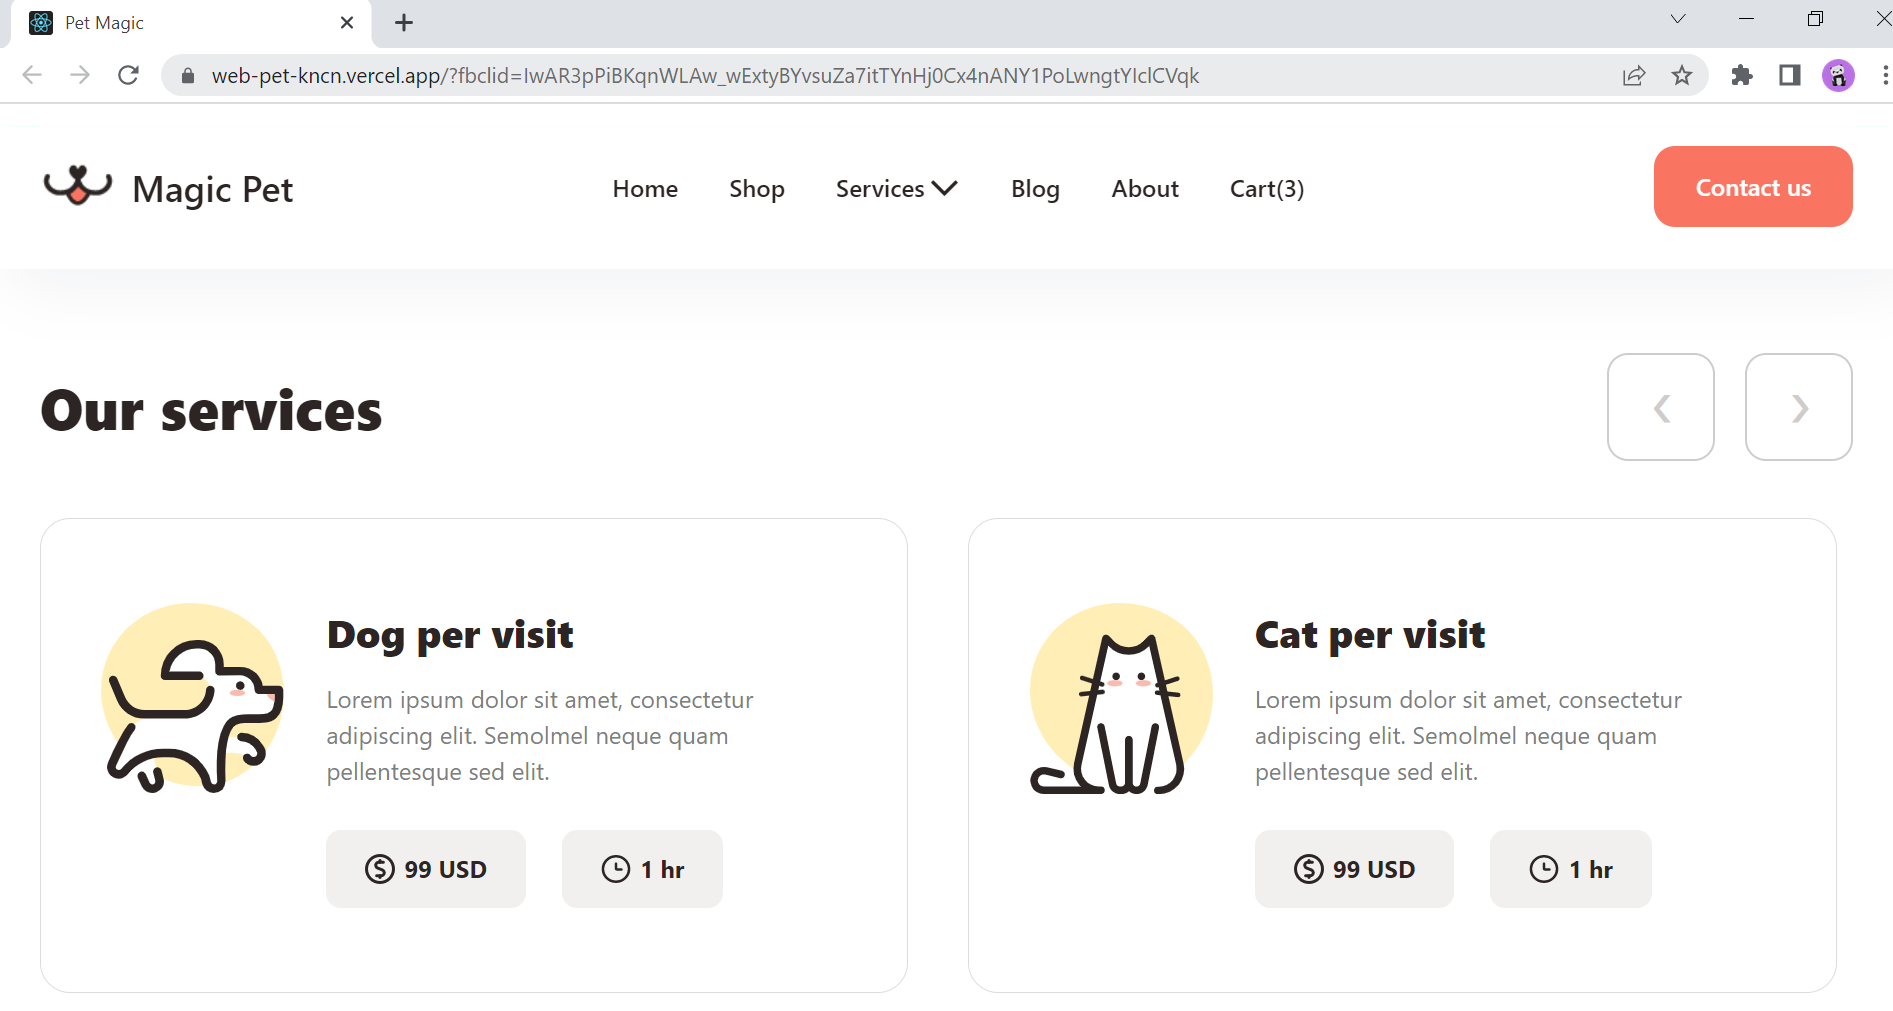 Pet Magic
web-pet-kncn.vercel.app/?fbclid=IwAR3pPiBKqnWLAw_wExtyBYvsuZa7itTYnHj0Cx4nANY1PoLwngtYIclCVqk
Magic Pet
Home
Shop
Services
Blog
About
Cart(3)
Contact us
Our services
Dog per visit
Lorem ipsum dolor sit amet, consectetur
adipiscing elit. Semolmel neque quam
pellentesque sed elit.
99 USD
1 hr
Cat per visit
Lorem ipsum dolor sit amet, consectetur
adipiscing elit. Semolmel neque quam
pellentesque sed elit.
99 USD
1 hr